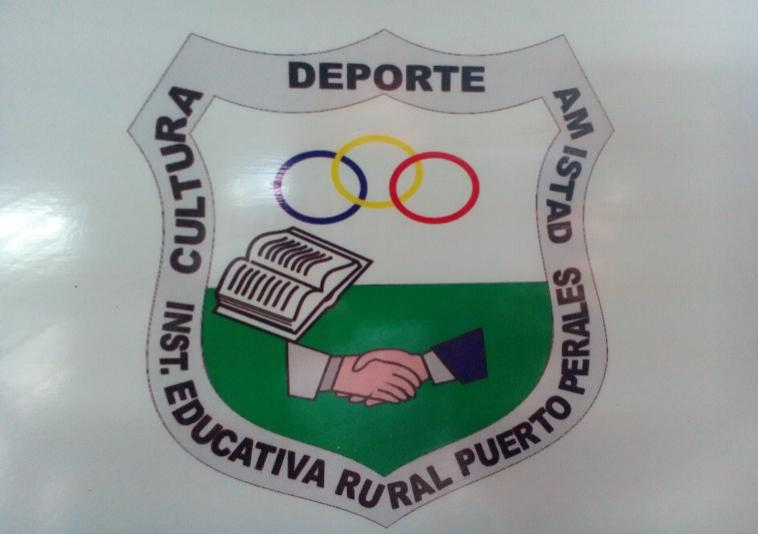 DEPORTE
CULTURA
AMISTAD
INST. EDUCATIVA RURAL PUERTO PERALES